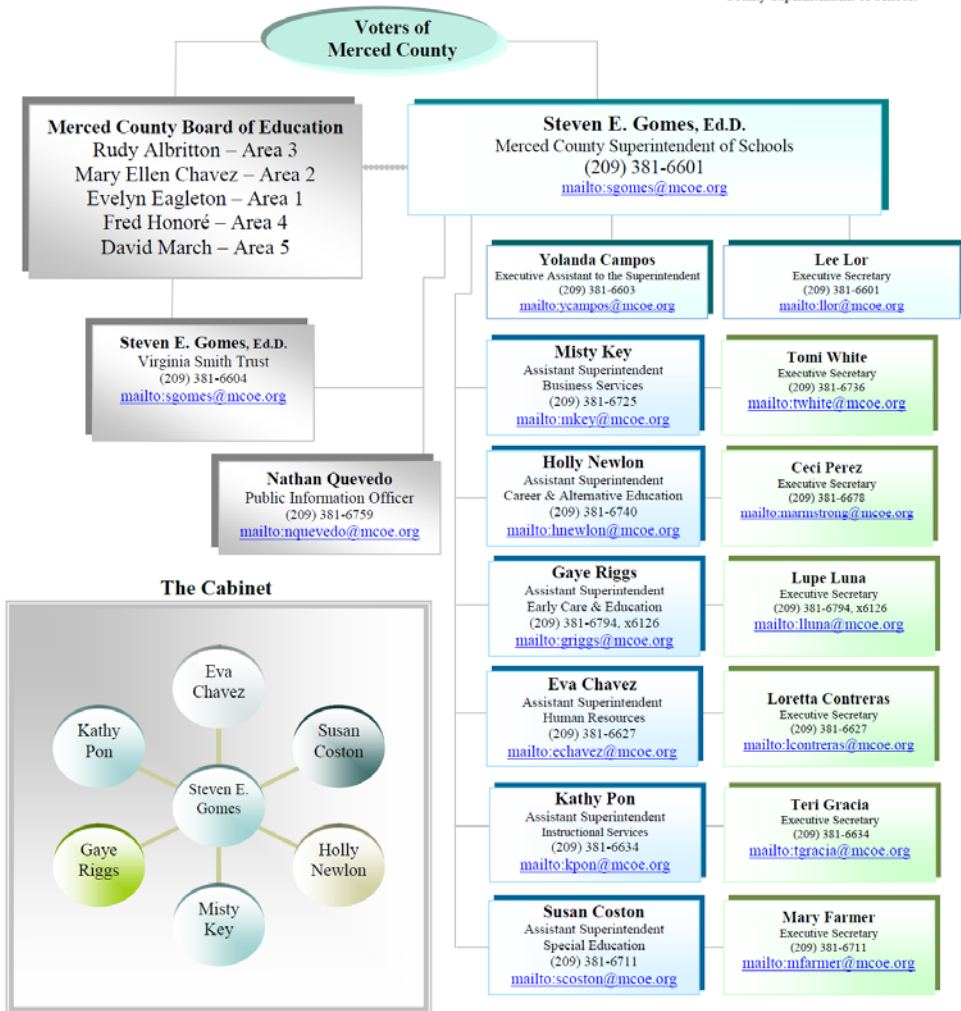 Voters of
Merced County
Merced County Board of Education
Rudy Albritton – Area 3
Mary Ellen Chavez – Area 2
Evelyn Eagleton – Area 1
Fred Honoré – Area 4
David March – Area 5
Steven E. Gomes, Ed.D.
Merced County Superintendent of Schools
(209) 381-6601
mailto:sgomes@mcoe.org
Yolanda Campos
Executive Assistant to the Superintendent
(209) 381-6603
mailto:ycampos@mcoe.org
Lee Lor
Executive Secretary
(209) 381-6601
mailto:llor@mcoe.org
Steven E. Gomes, Ed.D.
Virginia Smith Trust
(209) 381-6604
mailto:sgomes@mcoe.org
Misty Key
Assistant Superintendent
Business Services
(209) 381-6725
mailto:mkey@mcoe.org
Tomi White
Executive Secretary
(209) 381-6736
mailto:twhite@mcoe.org
Nathan Quevedo
Public Information Officer
(209) 381-6759
mailto:nquevedo@mcoe.org
Holly Newlon
Assistant Superintendent
Career & Alternative Education
(209) 381-6740
mailto:hnewlon@mcoe.org
Ceci Perez
Executive Secretary
(209) 381-6678
mailto:marmstrong@mcoe.org
Gaye Riggs
Assistant Superintendent
Early Care & Education
(209) 381-6794, x6126
mailto:griggs@mcoe.org
Lupe Luna
Executive Secretary
(209) 381-6794, x6126
mailto:lluna@mcoe.org
Eva Chavez
Assistant Superintendent
Human Resources
(209) 381-6627
mailto:echavez@mcoe.org
Loretta Contreras
Executive Secretary
(209) 381-6627
mailto:lcontreras@mcoe.org
Kathy Pon
Assistant Superintendent
Instructional Services
(209) 381-6634
mailto:kpon@mcoe.org
Teri Gracia
Executive Secretary
(209) 381-6634
mailto:tgracia@mcoe.org
Susan Coston
Assistant Superintendent
Special Education
(209) 381-6711
mailto:scoston@mcoe.org
Mary Farmer
Executive Secretary
(209) 381-6711
mailto:mfarmer@mcoe.org
The Cabinet
Eva
Chavez
Kathy
Pon
Susan
Coston
Steven E.
Gomes
Gaye
Riggs
Holly
Newlon
Misty
Key